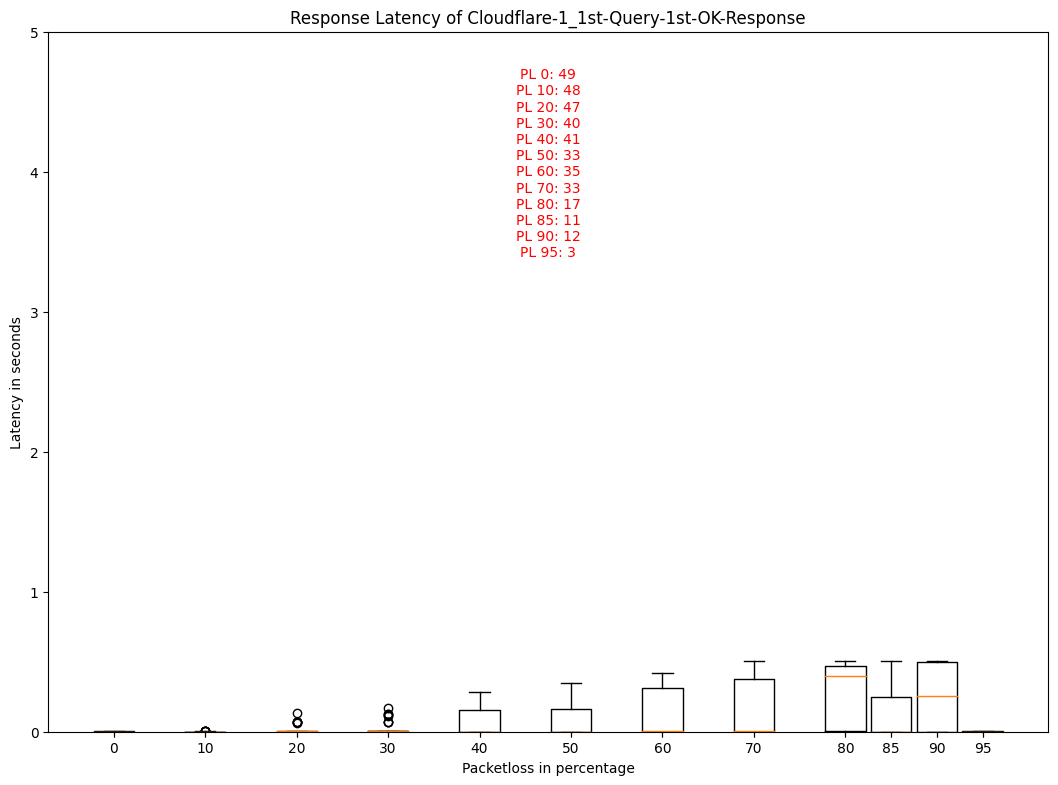 Response Latency of Cloudflare-1_1st-Query-1st-OK-Response
5
PL 0: 49
PL 10: 48
PL 20: 47
PL 30: 40
PL 40: 41
PL 50: 33
PL 60: 35
PL 70: 33
PL 80: 17
PL 85: 11
PL 90: 12
PL 95: 3
4
3
2
1
0
Latency in seconds
0 10 20 30 40 50 60 70 80 85 90 95
Packetloss in percentage